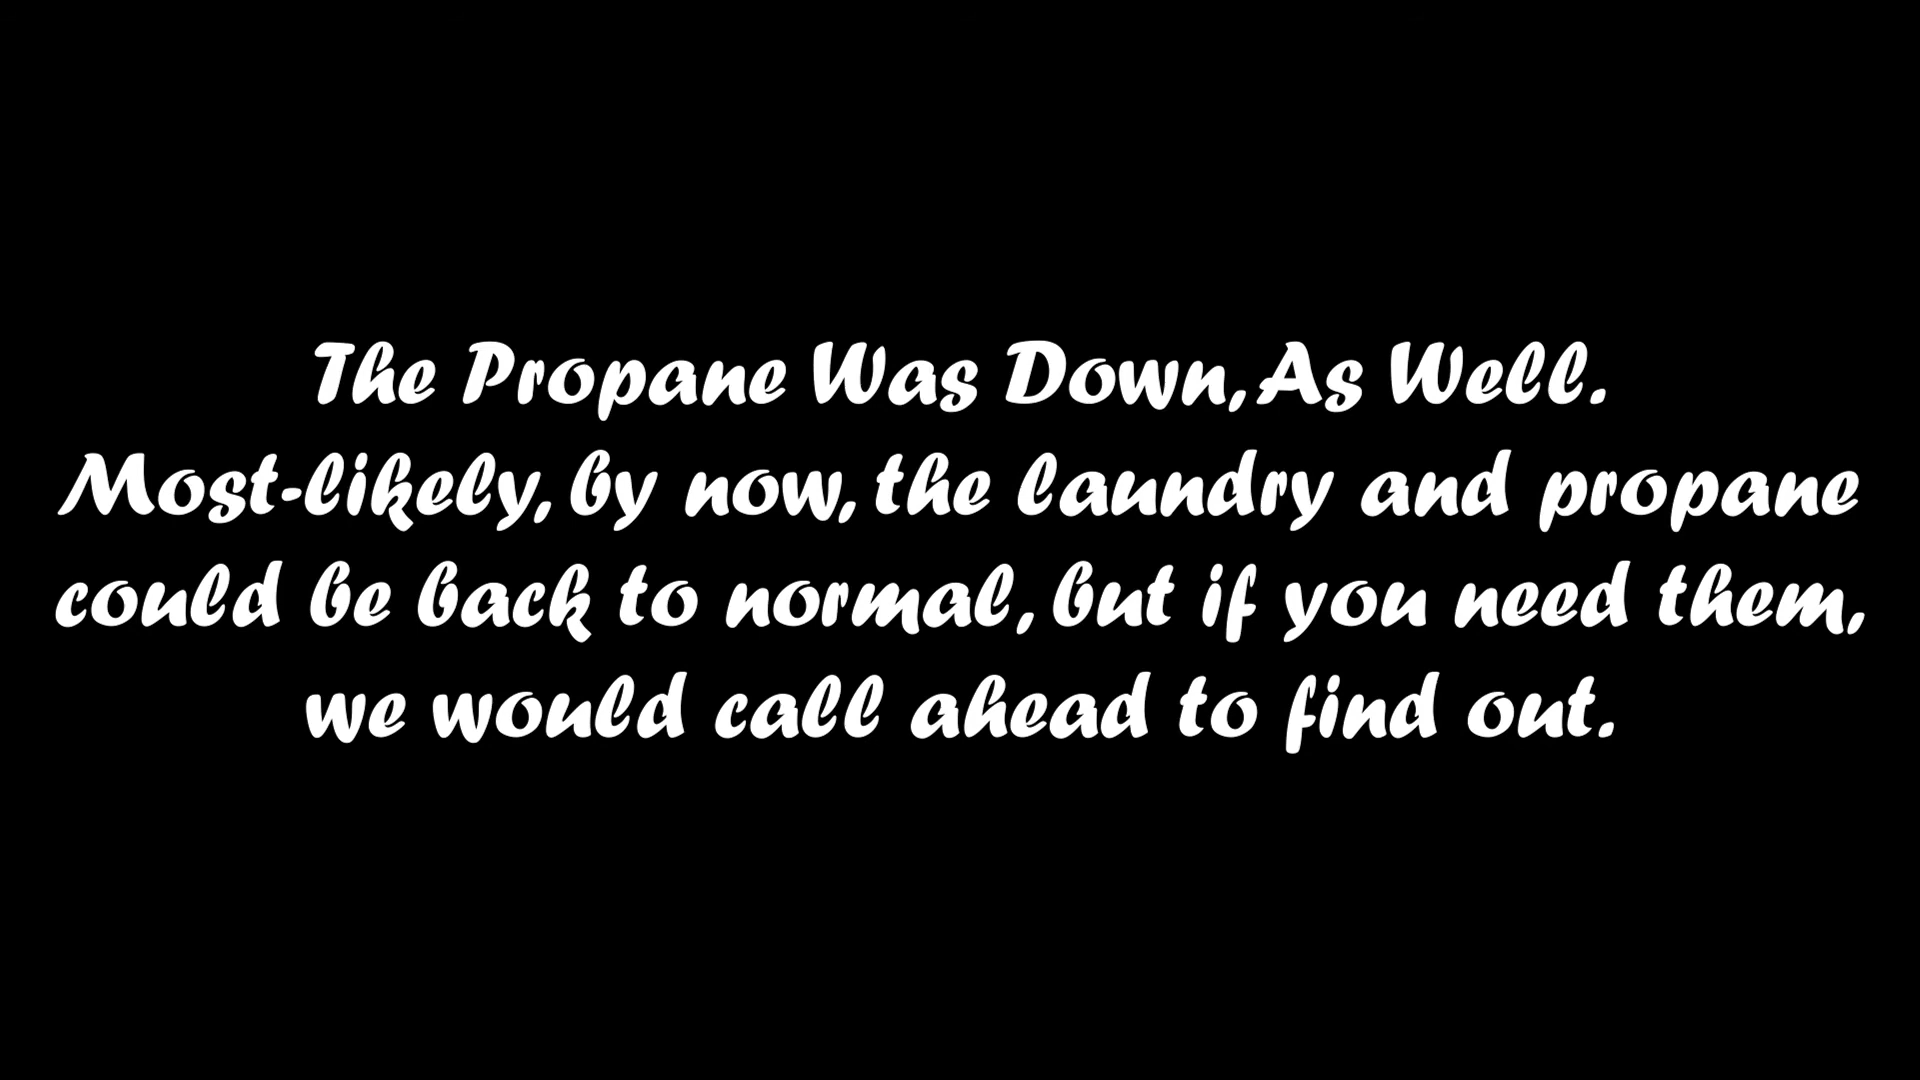 The Propane Was Down, As Well.
Most-likely, by now, the laundry and propane
could be back to normal, but if you need them,
we would call ahead to find out.